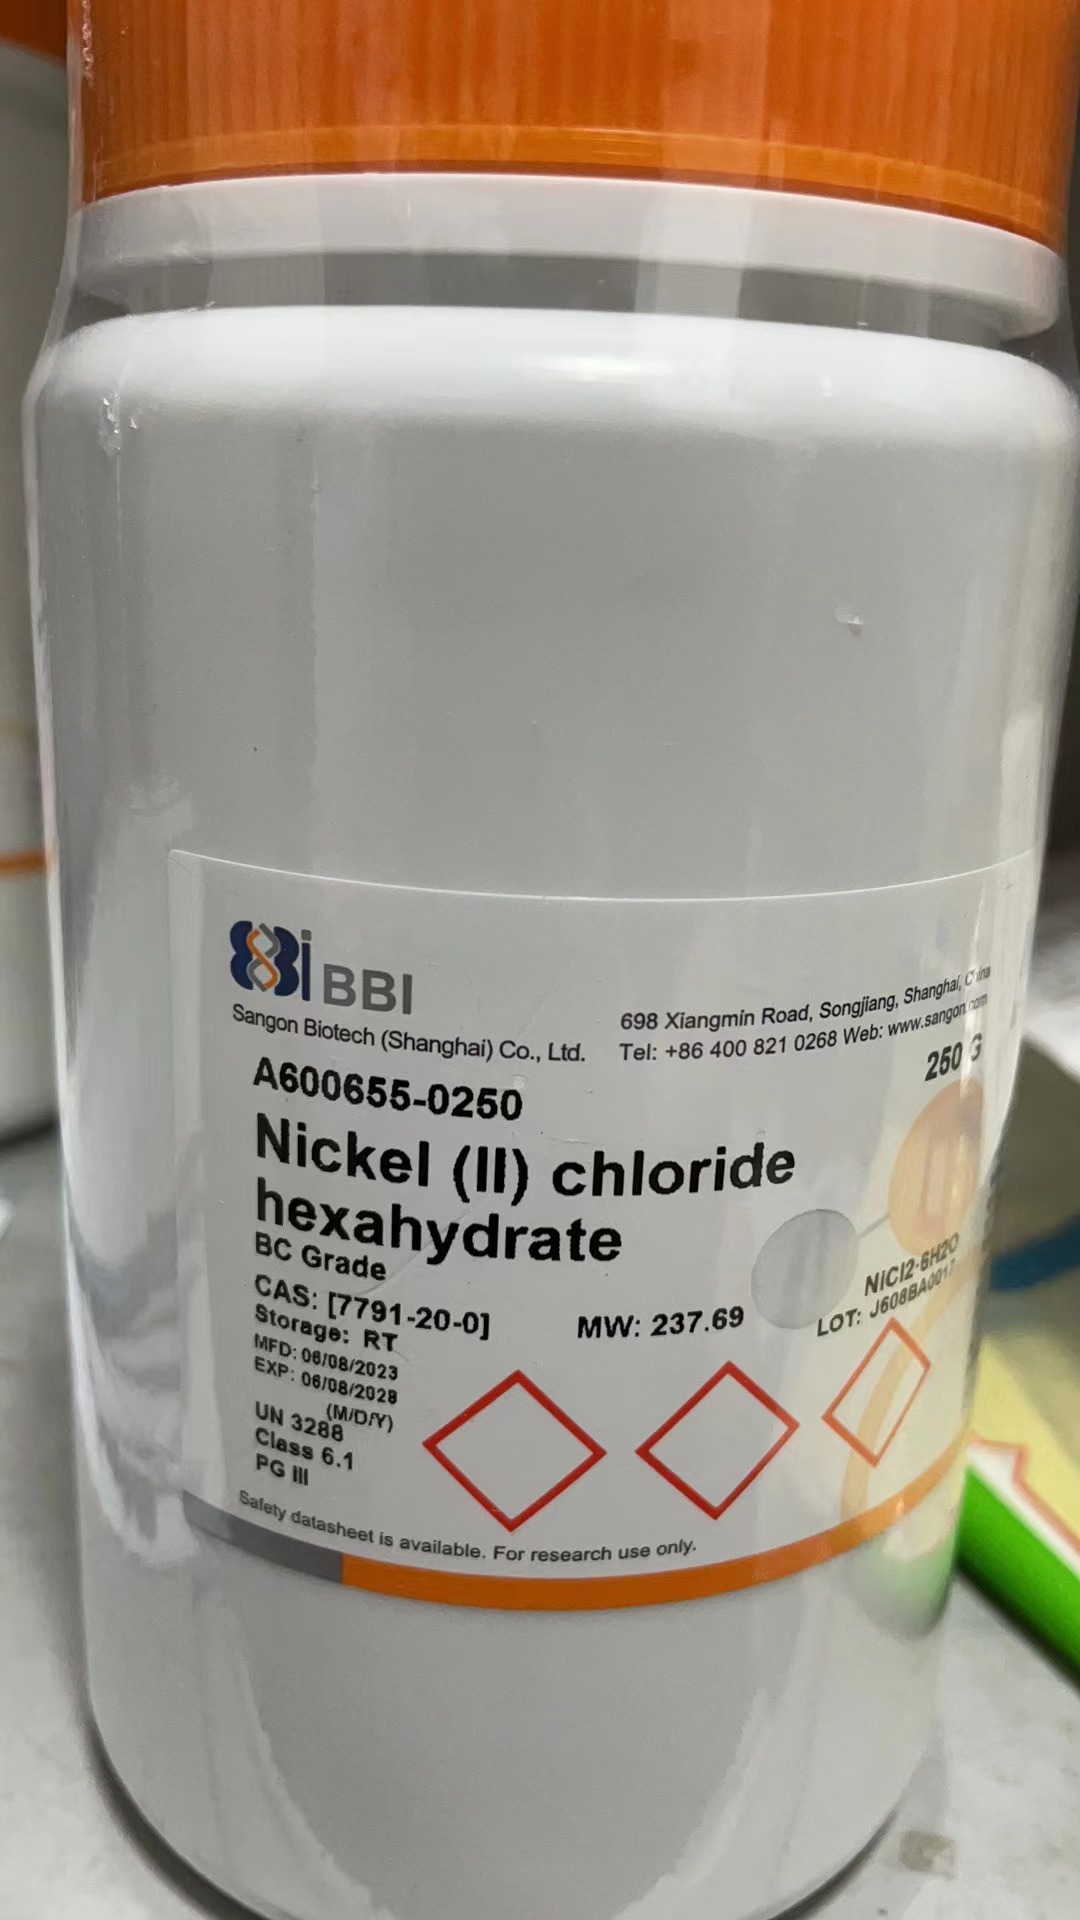 BBI
Sangon Biotech (Shanghai) Co., Ltd.
698 Xiangmin Road, Songjiang, Shanghai, China
Tel: +86 400 821 0268 Web: www.sangon.com
A600655-0250
250 G
Nickel (II) chloride
hexahydrate
BC Grade
NiCl2·6H2O
CAS: [7791-20-0]
MW: 237.69
LOT: J608BA0017
Storage: RT
MFD: 06/08/2023
EXP: 06/08/2028
(M/D/Y)
UN 3288
Class 6.1
PG III
Safety datasheet is available. For research use only.